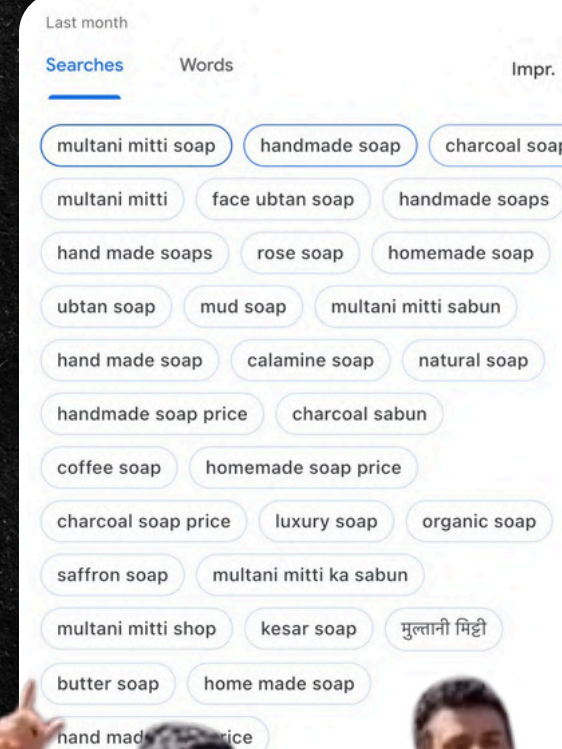 Last month
Searches Words Impr.
multani mitti soap handmade soap charcoal soap
multani mitti face ubtan soap handmade soaps
hand made soaps rose soap homemade soap
ubtan soap mud soap multani mitti sabun
hand made soap calamine soap natural soap
handmade soap price charcoal sabun
coffee soap homemade soap price
charcoal soap price luxury soap organic soap
saffron soap multani mitti ka sabun
multani mitti shop kesar soap मुल्तानी मिट्टी
butter soap home made soap
hand